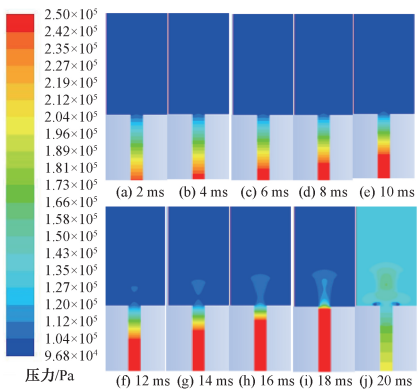 2.50×10⁵
2.42×10⁵
2.35×10⁵
2.27×10⁵
2.19×10⁵
2.12×10⁵
2.04×10⁵
1.96×10⁵
1.89×10⁵
1.81×10⁵
1.73×10⁵
1.66×10⁵
1.58×10⁵
1.50×10⁵
1.43×10⁵
1.35×10⁵
1.27×10⁵
1.20×10⁵
1.12×10⁵
1.04×10⁵
9.68×10⁴
压力/Pa
(a) 2 ms
(b) 4 ms
(c) 6 ms
(d) 8 ms
(e) 10 ms
(f) 12 ms
(g) 14 ms
(h) 16 ms
(i) 18 ms
(j) 20 ms